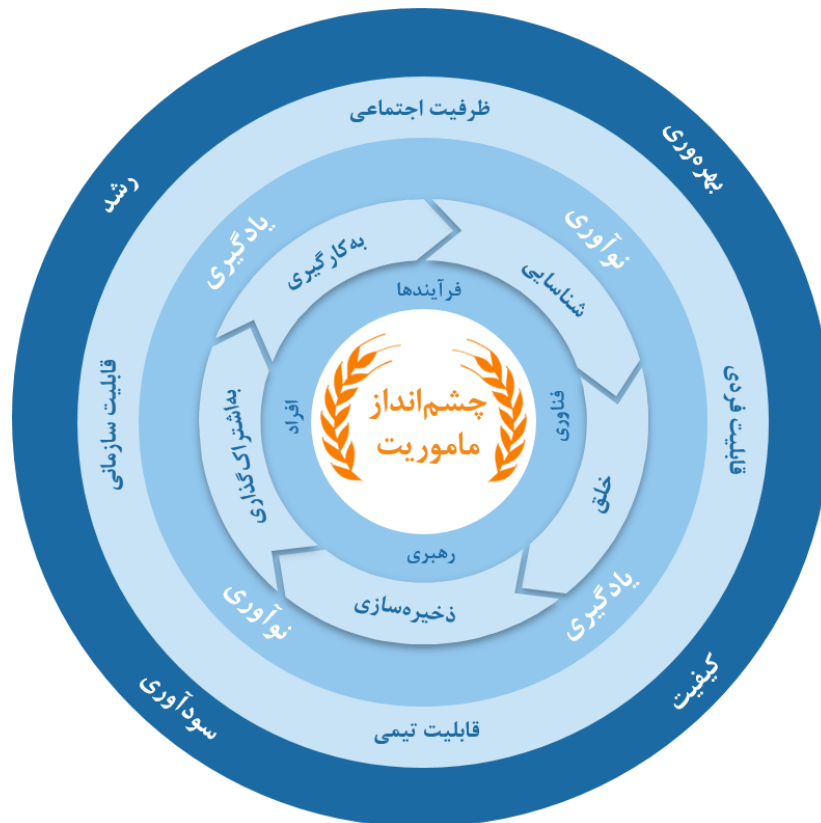 بهره‌وری
رشد
کیفیت
سودآوری
ظرفیت اجتماعی
قابلیت فردی
قابلیت تیمی
قابلیت سازمانی
نوآوری
یادگیری
نوآوری
یادگیری
شناسایی
خلق
ذخیره‌سازی
به‌اشتراک‌گذاری
به‌کارگیری
فرآیندها
فناوری
رهبری
افراد
چشم‌انداز
ماموریت